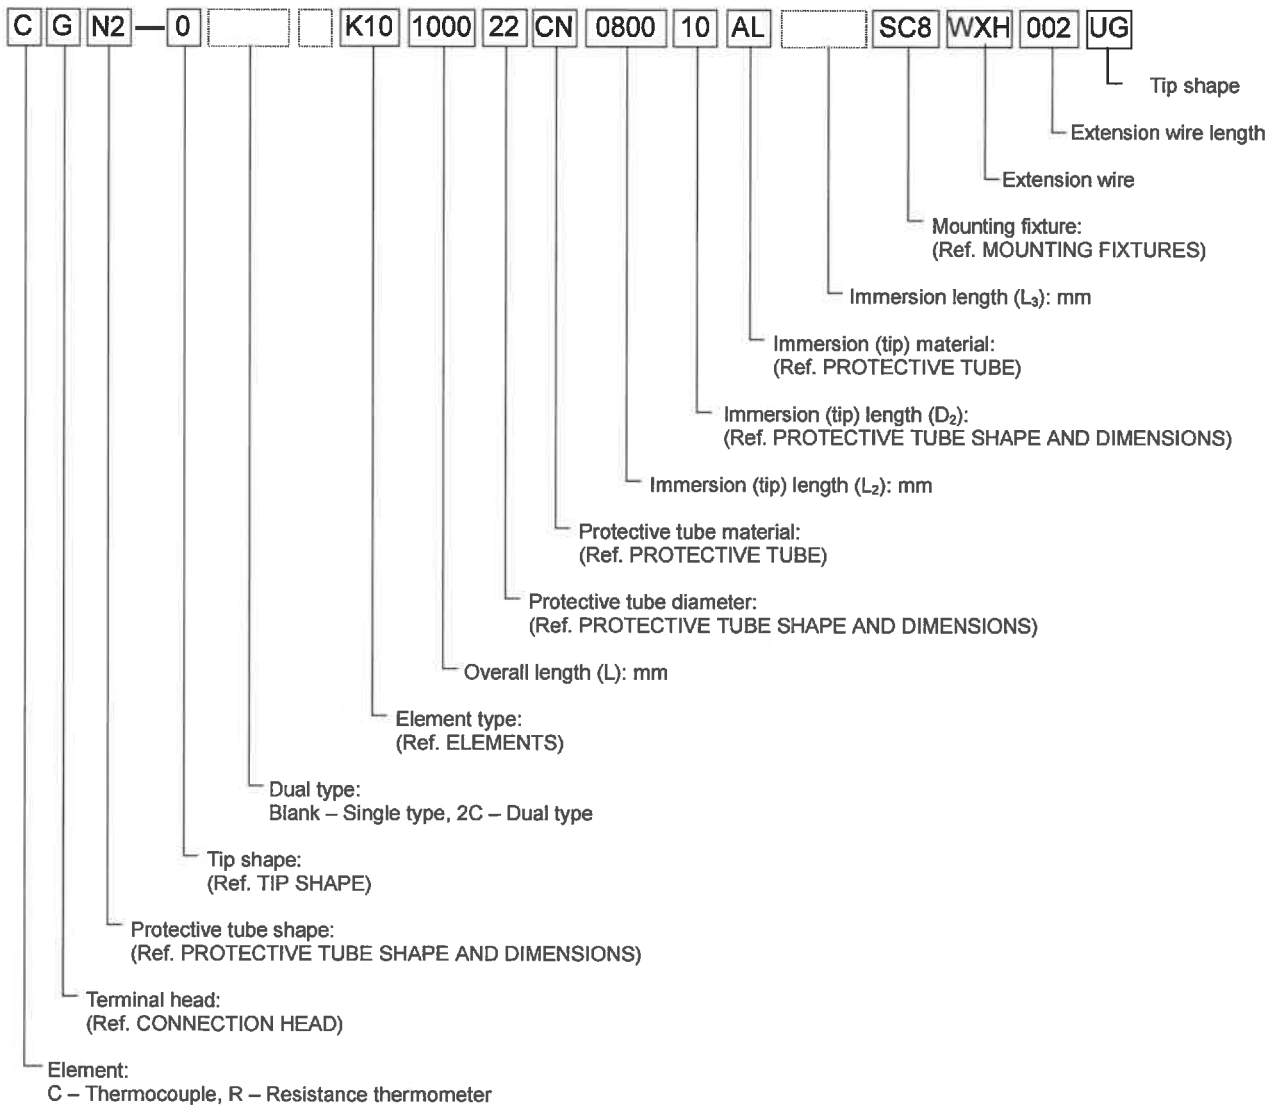 C G N2 — 0 K10 1000 22 CN 0800 10 AL SC8 WXH 002 UG
Tip shape
Extension wire length
Extension wire
Mounting fixture:
(Ref. MOUNTING FIXTURES)
Immersion length (L₃): mm
Immersion (tip) material:
(Ref. PROTECTIVE TUBE)
Immersion (tip) length (D₂):
(Ref. PROTECTIVE TUBE SHAPE AND DIMENSIONS)
Immersion (tip) length (L₂): mm
Protective tube material:
(Ref. PROTECTIVE TUBE)
Protective tube diameter:
(Ref. PROTECTIVE TUBE SHAPE AND DIMENSIONS)
Overall length (L): mm
Element type:
(Ref. ELEMENTS)
Dual type:
Blank – Single type, 2C – Dual type
Tip shape:
(Ref. TIP SHAPE)
Protective tube shape:
(Ref. PROTECTIVE TUBE SHAPE AND DIMENSIONS)
Terminal head:
(Ref. CONNECTION HEAD)
Element:
C – Thermocouple, R – Resistance thermometer